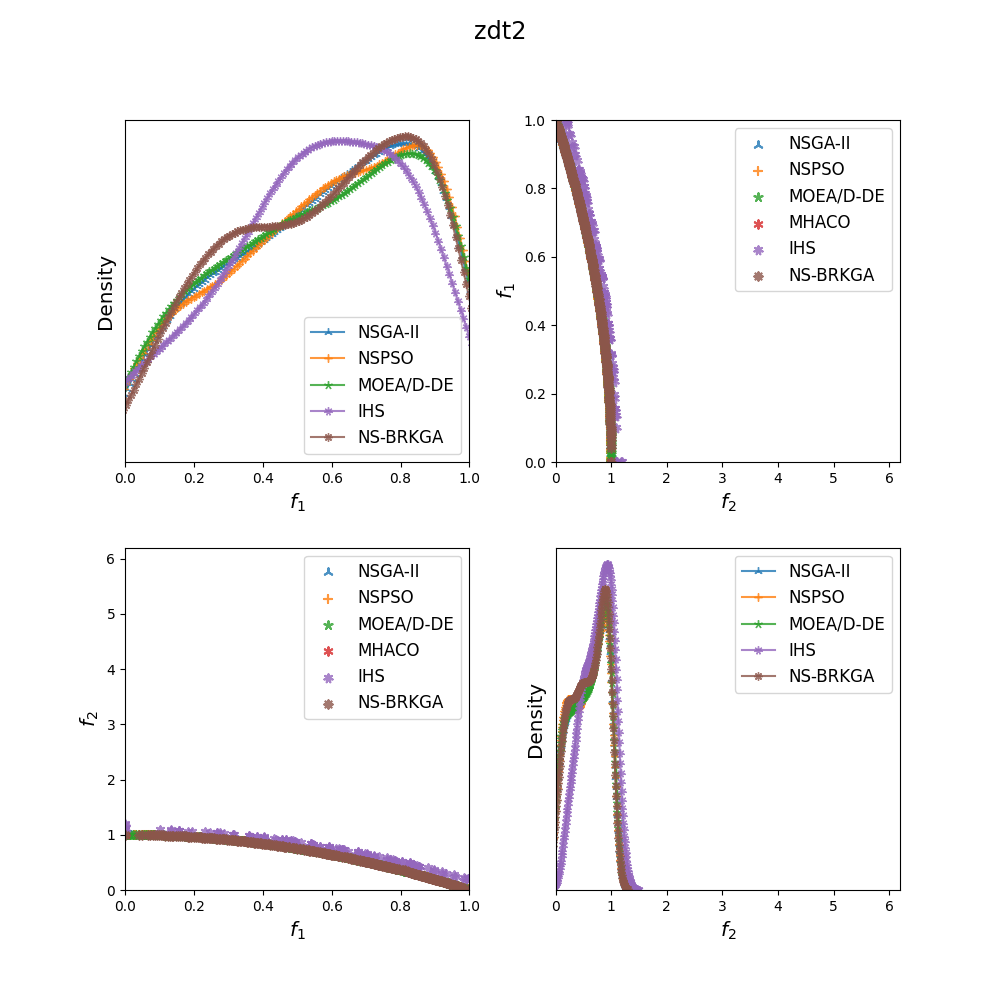 zdt2
Density
NSGA-II
NSPSO
MOEA/D-DE
IHS
NS-BRKGA
0.0 0.2 0.4 0.6 0.8 1.0
f1
f1
1.0
0.8
0.6
0.4
0.2
0.0
NSGA-II
NSPSO
MOEA/D-DE
MHACO
IHS
NS-BRKGA
0 1 2 3 4 5 6
f2
f2
6
5
4
3
2
1
0
NSGA-II
NSPSO
MOEA/D-DE
MHACO
IHS
NS-BRKGA
0.0 0.2 0.4 0.6 0.8 1.0
f1
Density
NSGA-II
NSPSO
MOEA/D-DE
IHS
NS-BRKGA
0 1 2 3 4 5 6
f2